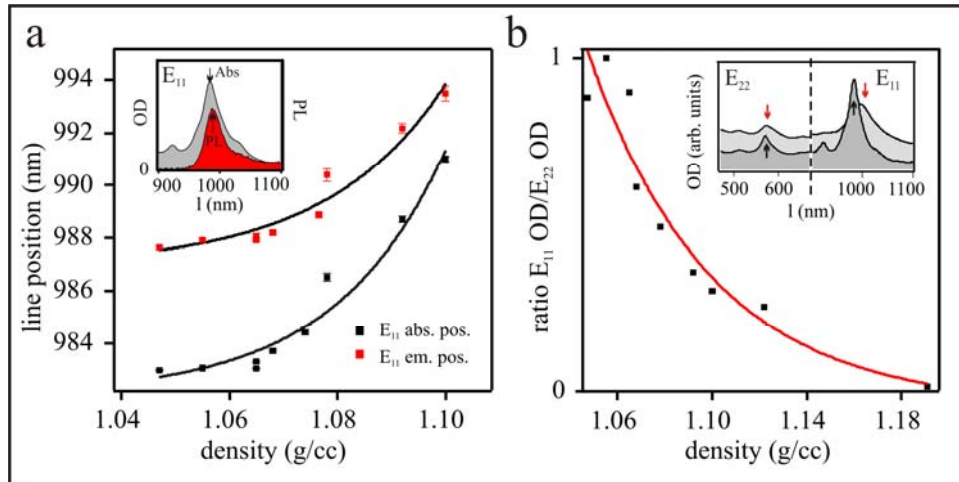 a
994
992
990
988
986
984
line position (nm)
1.04
1.06
1.08
1.10
density (g/cc)
E11
Abs
PL
OD
0
PL
900
1000
1100
l (nm)
E11 abs. pos.
E11 em. pos.
b
1
0
ratio E11 OD/E22 OD
1.06
1.10
1.14
1.18
density (g/cc)
E22
E11
OD (arb. units)
500
600
1000
1100
l (nm)